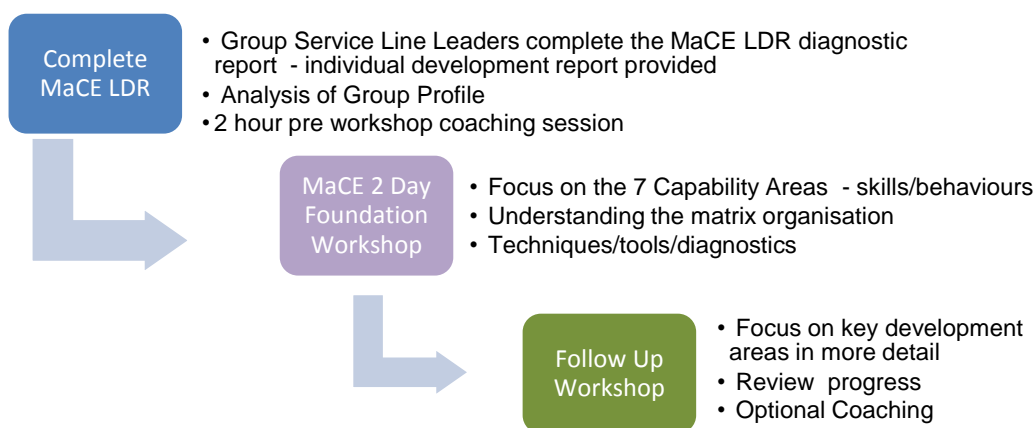 Complete
MaCE LDR
• Group Service Line Leaders complete the MaCE LDR diagnostic
report - individual development report provided
• Analysis of Group Profile
• 2 hour pre workshop coaching session
MaCE 2 Day
Foundation
Workshop
• Focus on the 7 Capability Areas - skills/behaviours
• Understanding the matrix organisation
• Techniques/tools/diagnostics
Follow Up
Workshop
• Focus on key development
areas in more detail
• Review progress
• Optional Coaching